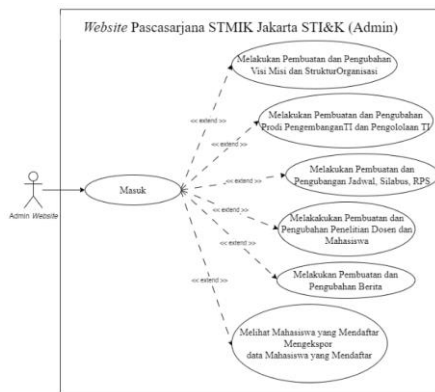 Website Pascasarjana STMIK Jakarta STI&K (Admin)
Melakukan Pembuatan dan Pengubahan
Visi Misi dan StrukturOrganisasi
<< extend >>
Melakukan Pembuatan dan Pengubahan
Prodi PengembanganTI dan Pengololaan TI
<< extend >>
Melakukan Pembuatan dan
Pengubangan Jadwal, Silabus, RPS
<< extend >>
Masuk
Admin Website
<< extend >>
Melakakukan Pembuatan dan
Pengubahan Penelitian Dosen dan
Mahasiswa
<< extend >>
Melakukan Pembuatan dan
Pengubahan Berita
<< extend >>
Melihat Mahasiswa yang Mendaftar
Mengekspor
data Mahasiswa yang Mendaftar